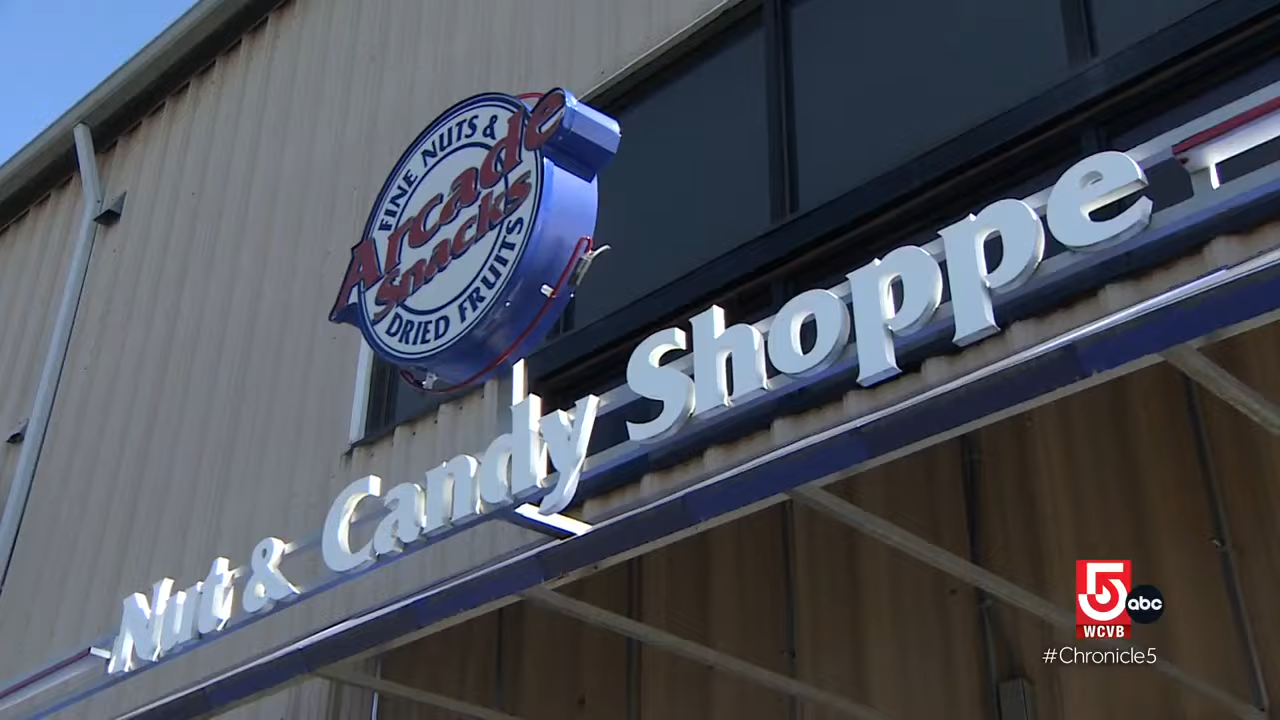 FINE NUTS &
Arcade
Snacks
DRIED FRUITS
Nut & Candy Shoppe
5
abc
WCVB
#Chronicle5